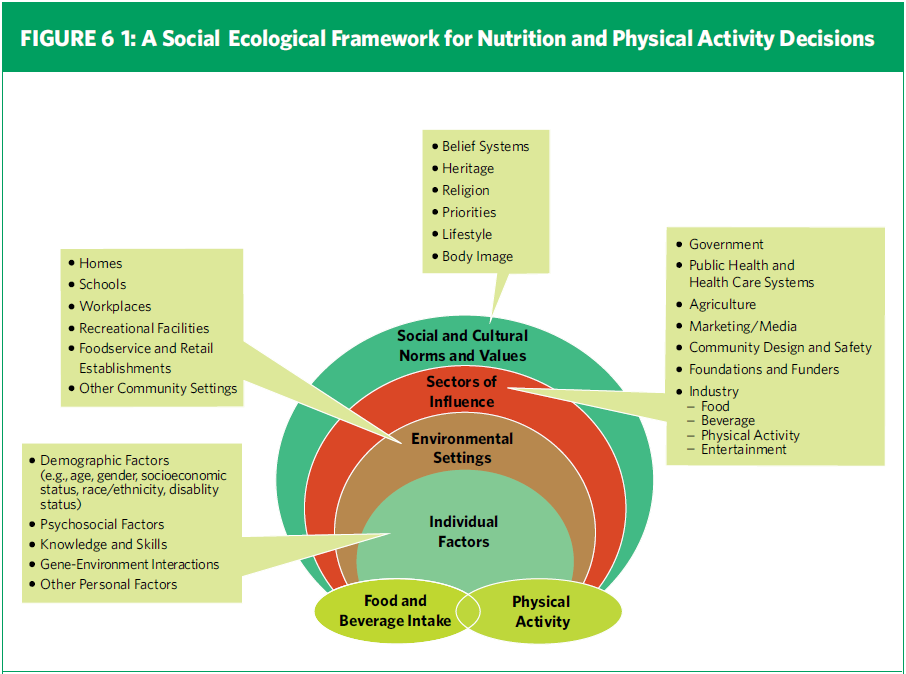 FIGURE 6 1: A Social Ecological Framework for Nutrition and Physical Activity Decisions
• Belief Systems
• Heritage
• Religion
• Priorities
• Lifestyle
• Body Image
• Homes
• Schools
• Workplaces
• Recreational Facilities
• Foodservice and Retail
Establishments
• Other Community Settings
• Government
• Public Health and
Health Care Systems
• Agriculture
• Marketing/Media
• Community Design and Safety
• Foundations and Funders
• Industry
– Food
– Beverage
– Physical Activity
– Entertainment
• Demographic Factors
(e.g., age, gender, socioeconomic
status, race/ethnicity, disablity
status)
• Psychosocial Factors
• Knowledge and Skills
• Gene-Environment Interactions
• Other Personal Factors
Social and Cultural
Norms and Values
Sectors of
Influence
Environmental
Settings
Individual
Factors
Food and
Beverage Intake
Physical
Activity